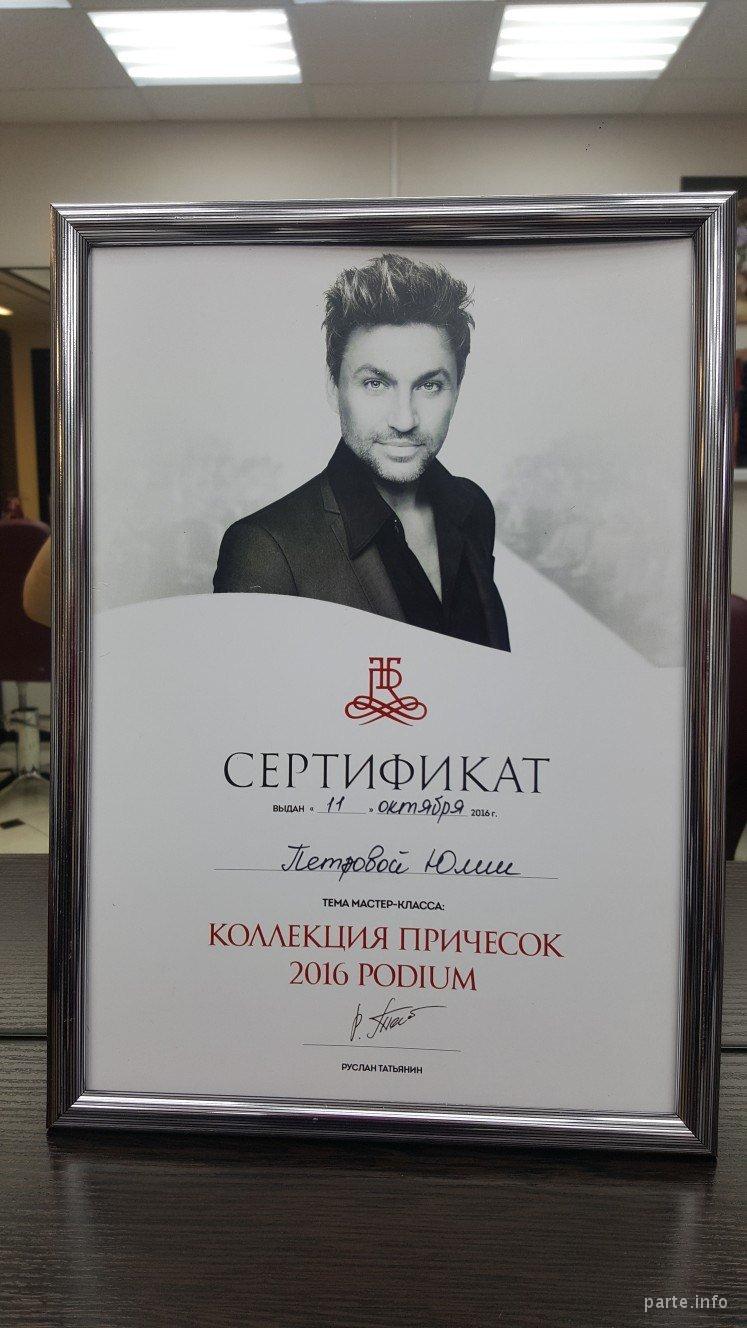 СЕРТИФИКАТ
ВЫДАН « 11 » октября 2016 г.
Петровой Юлии
ТЕМА МАСТЕР-КЛАССА:
КОЛЛЕКЦИЯ ПРИЧЕСОК
2016 PODIUM
РУСЛАН ТАТЬЯНИН
parte.info